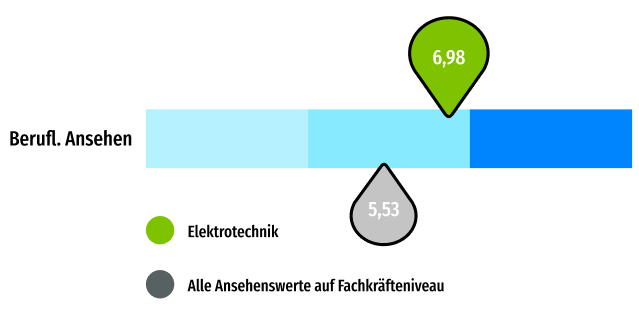 6,98
Berufl. Ansehen
5,53
Elektrotechnik
Alle Ansehenswerte auf Fachkräfteniveau